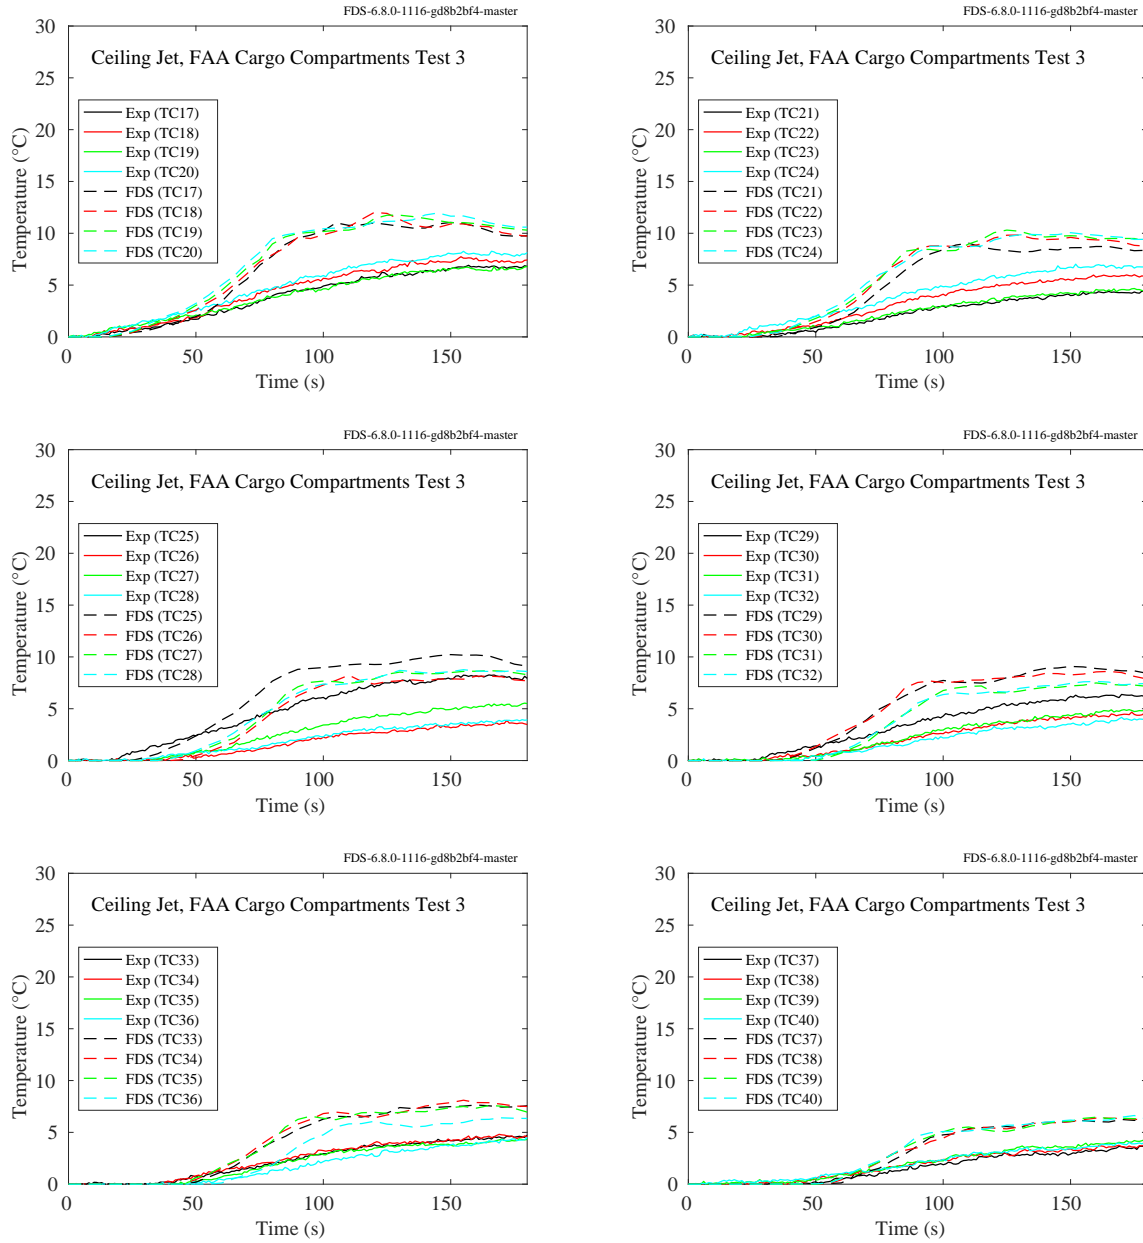 FDS-6.8.0-1116-gd8b2bf4-master
Ceiling Jet, FAA Cargo Compartments Test 3
Temperature (°C)
30
25
20
15
10
5
0
Exp (TC17)
Exp (TC18)
Exp (TC19)
Exp (TC20)
FDS (TC17)
FDS (TC18)
FDS (TC19)
FDS (TC20)
0 50 100 150
Time (s)
FDS-6.8.0-1116-gd8b2bf4-master
Ceiling Jet, FAA Cargo Compartments Test 3
Temperature (°C)
30
25
20
15
10
5
0
Exp (TC21)
Exp (TC22)
Exp (TC23)
Exp (TC24)
FDS (TC21)
FDS (TC22)
FDS (TC23)
FDS (TC24)
0 50 100 150
Time (s)
FDS-6.8.0-1116-gd8b2bf4-master
Ceiling Jet, FAA Cargo Compartments Test 3
Temperature (°C)
30
25
20
15
10
5
0
Exp (TC25)
Exp (TC26)
Exp (TC27)
Exp (TC28)
FDS (TC25)
FDS (TC26)
FDS (TC27)
FDS (TC28)
0 50 100 150
Time (s)
FDS-6.8.0-1116-gd8b2bf4-master
Ceiling Jet, FAA Cargo Compartments Test 3
Temperature (°C)
30
25
20
15
10
5
0
Exp (TC29)
Exp (TC30)
Exp (TC31)
Exp (TC32)
FDS (TC29)
FDS (TC30)
FDS (TC31)
FDS (TC32)
0 50 100 150
Time (s)
FDS-6.8.0-1116-gd8b2bf4-master
Ceiling Jet, FAA Cargo Compartments Test 3
Temperature (°C)
30
25
20
15
10
5
0
Exp (TC33)
Exp (TC34)
Exp (TC35)
Exp (TC36)
FDS (TC33)
FDS (TC34)
FDS (TC35)
FDS (TC36)
0 50 100 150
Time (s)
FDS-6.8.0-1116-gd8b2bf4-master
Ceiling Jet, FAA Cargo Compartments Test 3
Temperature (°C)
30
25
20
15
10
5
0
Exp (TC37)
Exp (TC38)
Exp (TC39)
Exp (TC40)
FDS (TC37)
FDS (TC38)
FDS (TC39)
FDS (TC40)
0 50 100 150
Time (s)